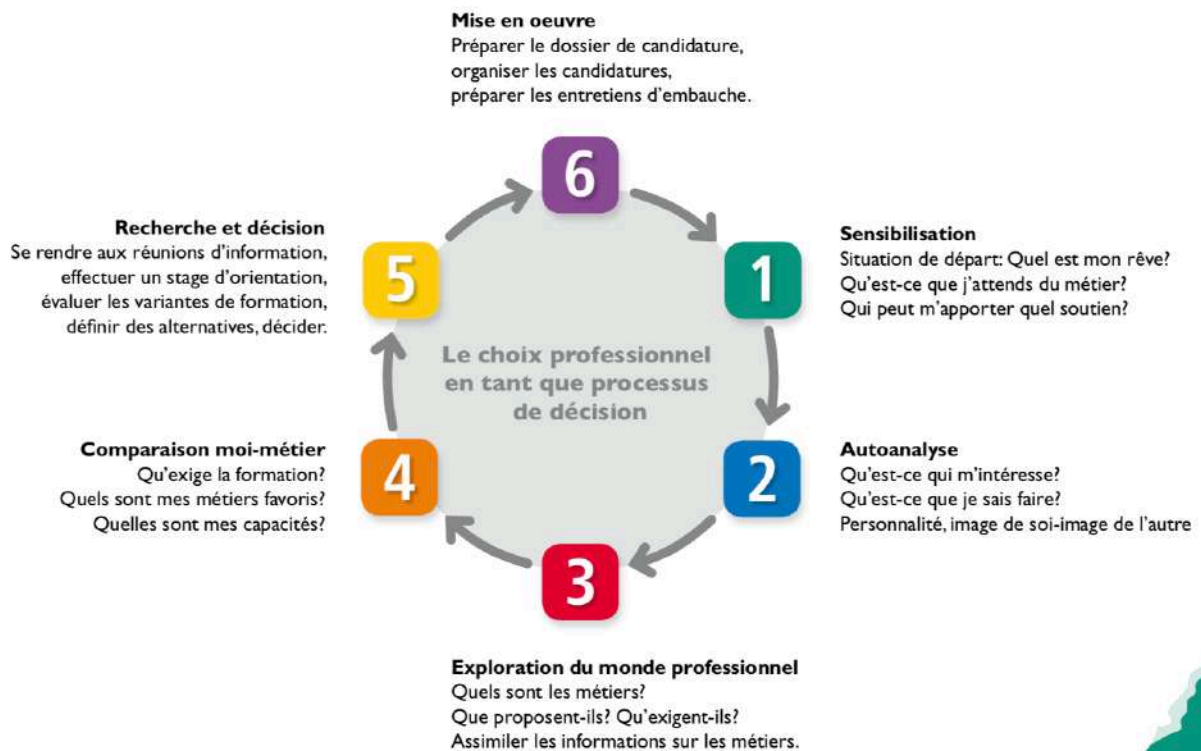 Mise en oeuvre
Préparer le dossier de candidature,
organiser les candidatures,
préparer les entretiens d'embauche.
6
Recherche et décision
Se rendre aux réunions d'information,
effectuer un stage d'orientation,
évaluer les variantes de formation,
définir des alternatives, décider.
5
1
Sensibilisation
Situation de départ: Quel est mon rêve?
Qu'est-ce que j'attends du métier?
Qui peut m'apporter quel soutien?
Le choix professionnel
en tant que processus
de décision
Comparaison moi-métier
Qu'exige la formation?
Quels sont mes métiers favoris?
Quelles sont mes capacités?
4
2
Autoanalyse
Qu'est-ce qui m'intéresse?
Qu'est-ce que je sais faire?
Personnalité, image de soi-image de l'autre
3
Exploration du monde professionnel
Quels sont les métiers?
Que proposent-ils? Qu'exigent-ils?
Assimiler les informations sur les métiers.